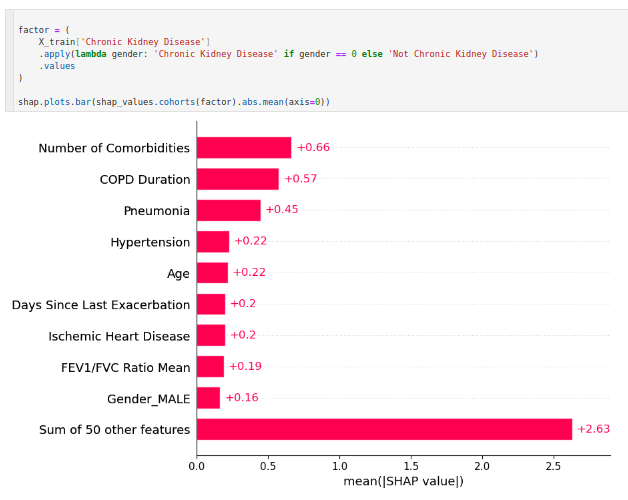 factor = (
    X_train['Chronic Kidney Disease']
    .apply(lambda gender: 'Chronic Kidney Disease' if gender == 0 else 'Not Chronic Kidney Disease')
    .values
)
shap.plots.bar(shap_values.cohorts(factor).abs.mean(axis=0))
Number of Comorbidities +0.66
COPD Duration +0.57
Pneumonia +0.45
Hypertension +0.22
Age +0.22
Days Since Last Exacerbation +0.2
Ischemic Heart Disease +0.2
FEV1/FVC Ratio Mean +0.19
Gender_MALE +0.16
Sum of 50 other features +2.63
0.0 0.5 1.0 1.5 2.0 2.5
mean(|SHAP value|)